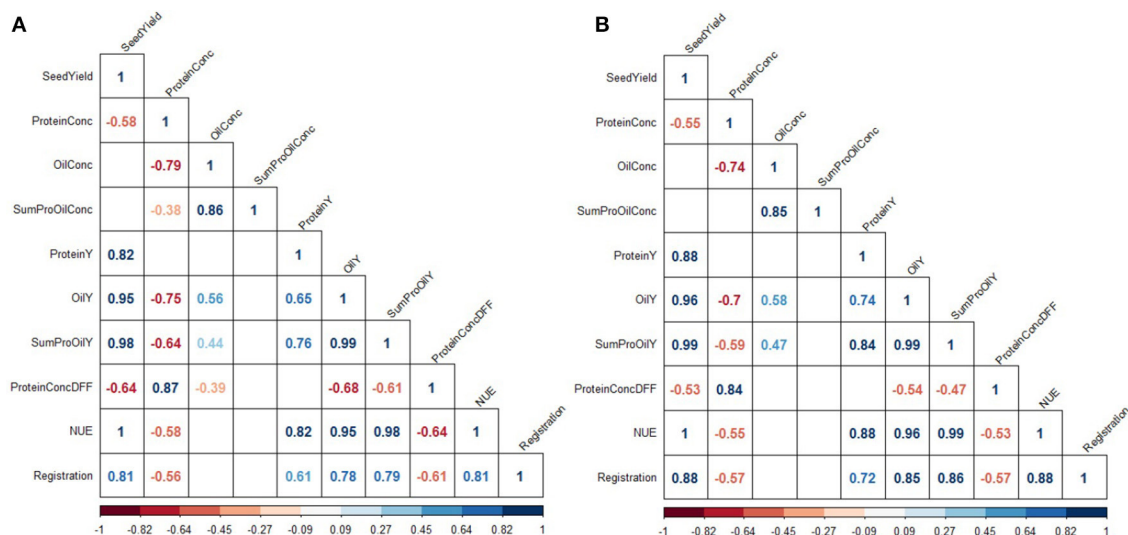 A
SeedYield
SeedYield 1 ProteinConc
ProteinConc -0.58 1 OilConc
OilConc -0.79 1 SumProOilConc
SumProOilConc -0.38 0.86 1 ProteinY
ProteinY 0.82 1 OilY
OilY 0.95 -0.75 0.56 0.65 1 SumProOilY
SumProOilY 0.98 -0.64 0.44 0.76 0.99 1 ProteinConcDFF
ProteinConcDFF -0.64 0.87 -0.39 -0.68 -0.61 1 NUE
NUE 1 -0.58 0.82 0.95 0.98 -0.64 1 Registration
Registration 0.81 -0.56 0.61 0.78 0.79 -0.61 0.81 1
-1 -0.82 -0.64 -0.45 -0.27 -0.09 0.09 0.27 0.45 0.64 0.82 1
B
SeedYield
SeedYield 1 ProteinConc
ProteinConc -0.55 1 OilConc
OilConc -0.74 1 SumProOilConc
SumProOilConc 0.85 1 ProteinY
ProteinY 0.88 1 OilY
OilY 0.96 -0.7 0.58 0.74 1 SumProOilY
SumProOilY 0.99 -0.59 0.47 0.84 0.99 1 ProteinConcDFF
ProteinConcDFF -0.53 0.84 -0.54 -0.47 1 NUE
NUE 1 -0.55 0.88 0.96 0.99 -0.53 1 Registration
Registration 0.88 -0.57 0.72 0.85 0.86 -0.57 0.88 1
-1 -0.82 -0.64 -0.45 -0.27 -0.09 0.09 0.27 0.45 0.64 0.82 1